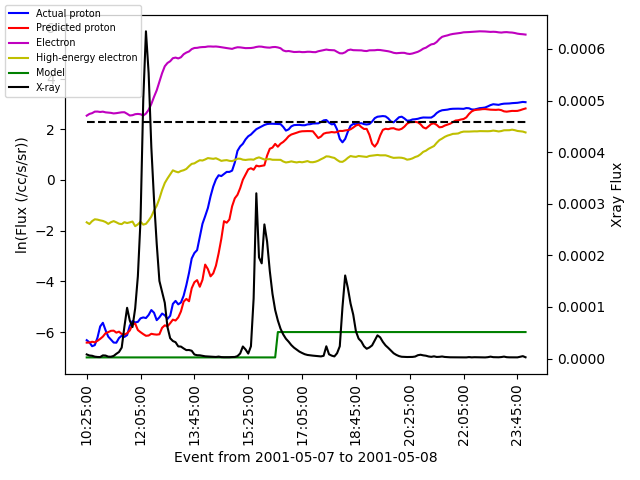 Actual proton
Predicted proton
Electron
High-energy electron
Model
X-ray
4
2
0
−2
−4
−6
ln(Flux (/cc/s/sr))
0.0006
0.0005
0.0004
0.0003
0.0002
0.0001
0.0000
Xray Flux
10:25:00
12:05:00
13:45:00
15:25:00
17:05:00
18:45:00
20:25:00
22:05:00
23:45:00
Event from 2001-05-07 to 2001-05-08